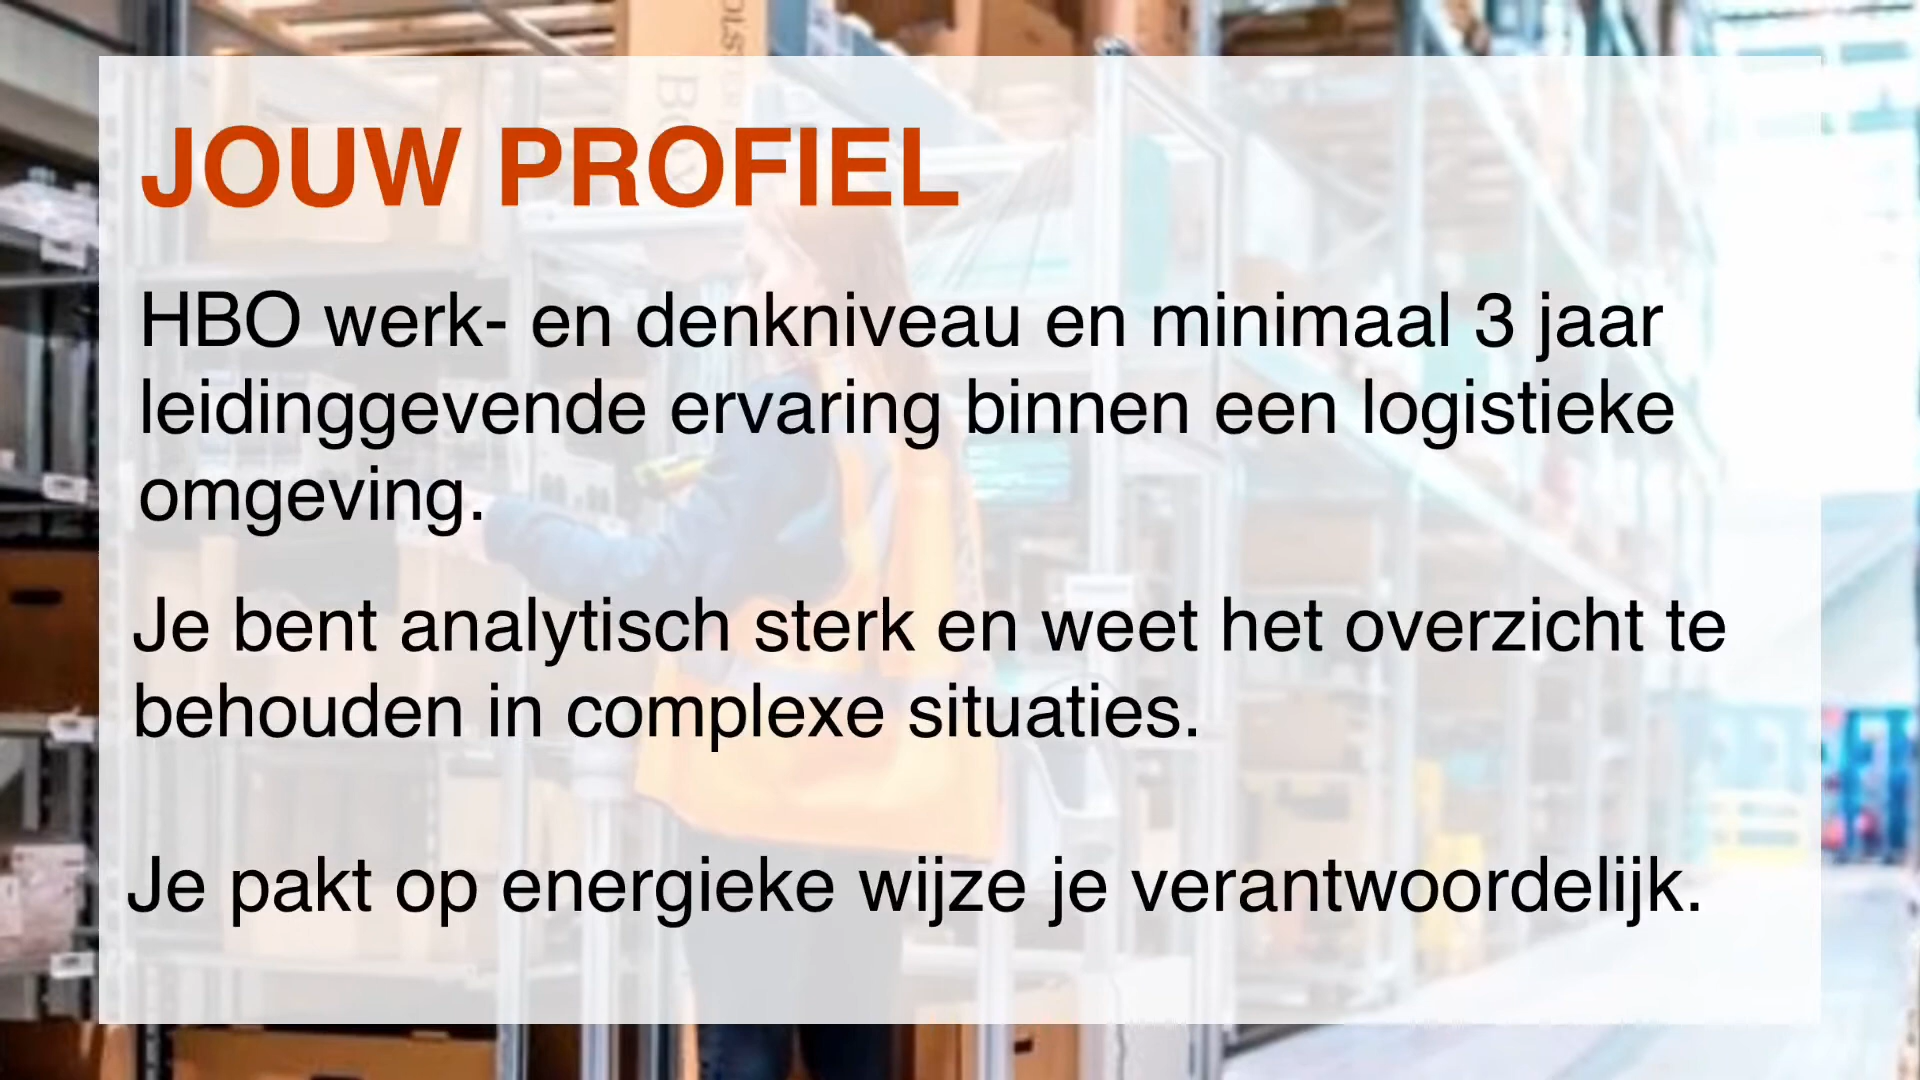 JOUW PROFIEL
HBO werk- en denkniveau en minimaal 3 jaar
leidinggevende ervaring binnen een logistieke
omgeving.
Je bent analytisch sterk en weet het overzicht te
behouden in complexe situaties.
Je pakt op energieke wijze je verantwoordelijk.